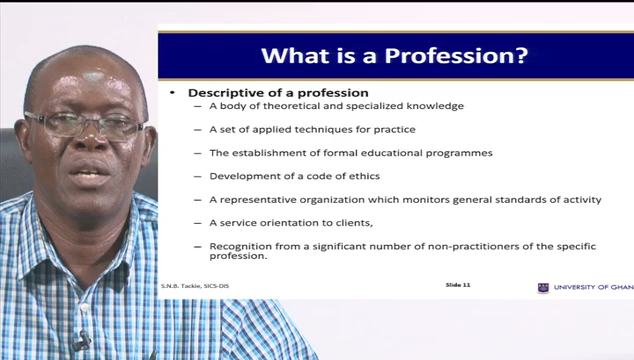 What is a Profession?
• Descriptive of a profession
– A body of theoretical and specialized knowledge
– A set of applied techniques for practice
– The establishment of formal educational programmes
– Development of a code of ethics
– A representative organization which monitors general standards of activity
– A service orientation to clients,
– Recognition from a significant number of non-practitioners of the specific
profession.
S.N.B. Tackie, SICS-DIS
Slide 11
UNIVERSITY OF GHAN